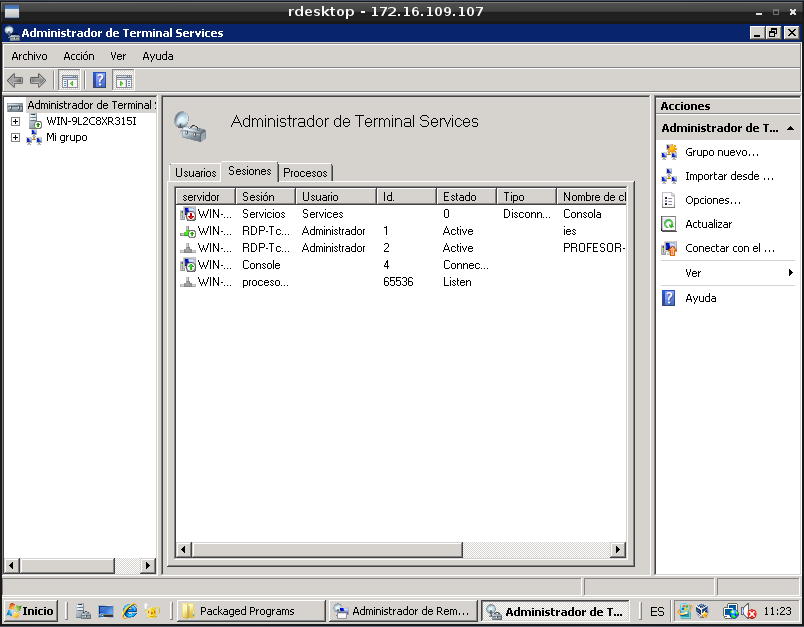 rdesktop - 172.16.109.107
Administrador de Terminal Services
Archivo Acción Ver Ayuda
Administrador de Terminal S
WIN-9L2C8XR315I
Mi grupo
Administrador de Terminal Services
Usuarios Sesiones Procesos
servidor Sesión Usuario Id. Estado Tipo Nombre de cl
WIN-... Servicios Services 0 Disconn... Consola
WIN-... RDP-Tc... Administrador 1 Active ies
WIN-... RDP-Tc... Administrador 2 Active PROFESOR-
WIN-... Console 4 Connec...
WIN-... proceso... 65536 Listen
Acciones
Administrador de T...
Grupo nuevo...
Importar desde ...
Opciones...
Actualizar
Conectar con el ...
Ver
Ayuda
Inicio Packaged Programs Administrador de Rem... Administrador de T... ES 11:23